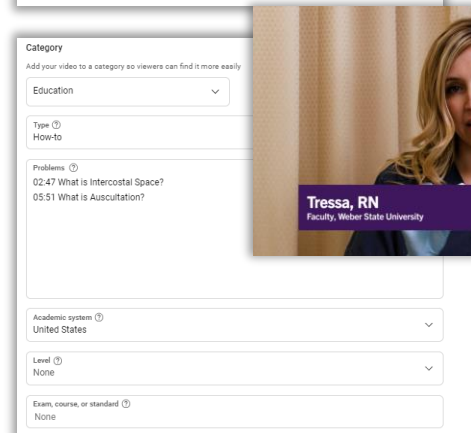 Category
Add your video to a category so viewers can find it more easily
Education
Type
How-to
Problems
02:47 What is Intercostal Space?
05:51 What is Auscultation?
Tressa, RN
Faculty, Weber State University
Academic system
United States
Level
None
Exam, course, or standard
None